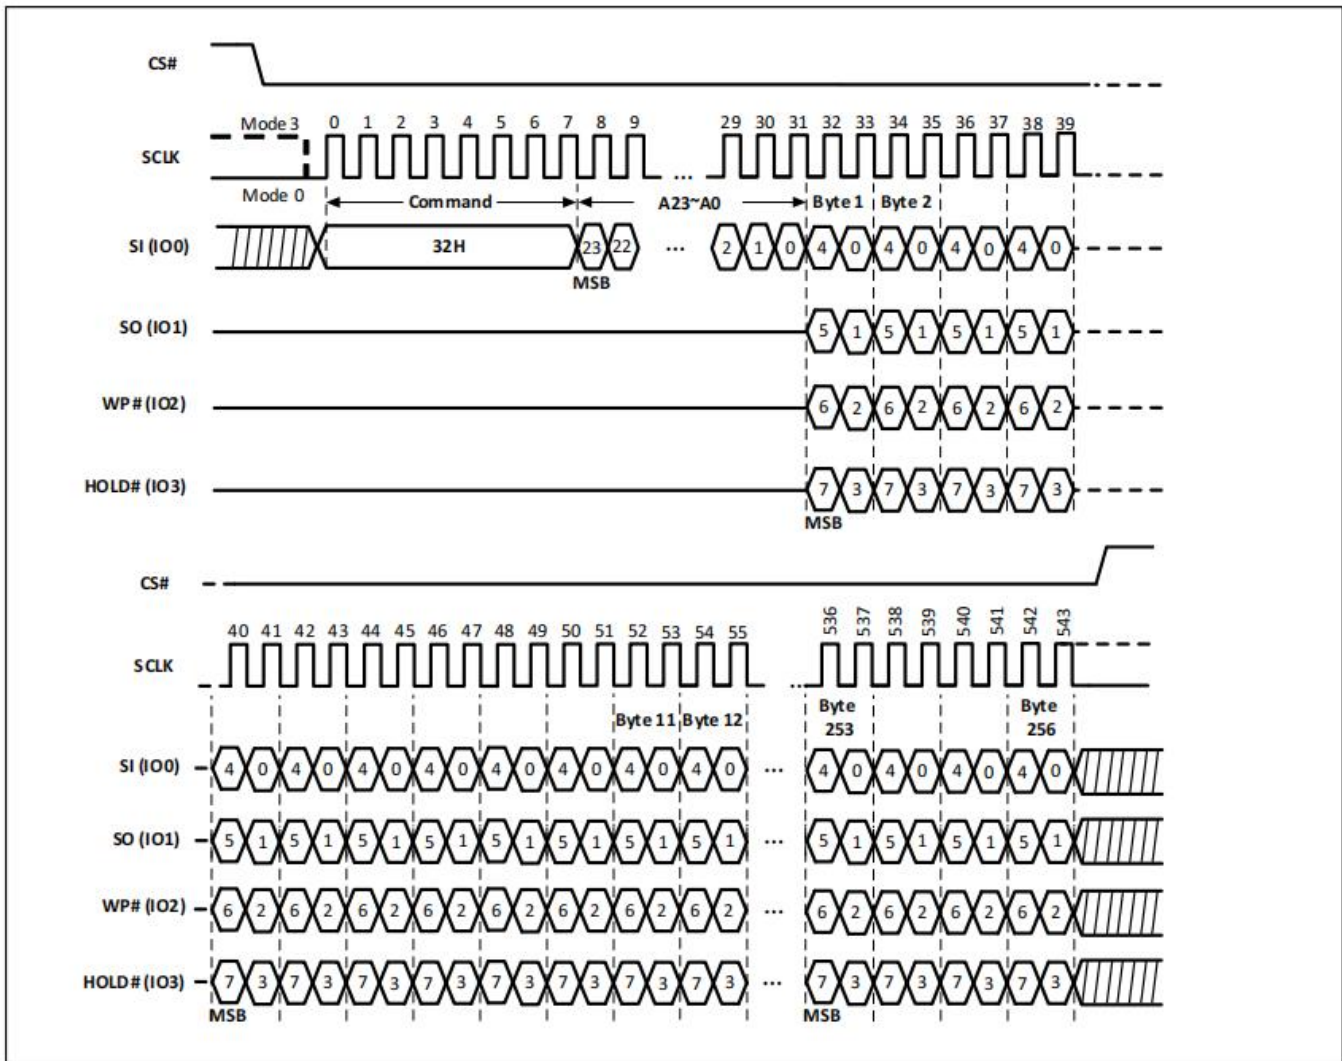 CS#
Mode 3 0 1 2 3 4 5 6 7 8 9 29 30 31 32 33 34 35 36 37 38 39
SCLK ...
Mode 0 Command A23~A0 Byte 1 Byte 2
SI (IO0) 32H 23 22 ... 2 1 0 4 0 4 0 4 0 4 0
MSB
SO (IO1) 5 1 5 1 5 1 5 1
WP# (IO2) 6 2 6 2 6 2 6 2
HOLD# (IO3) 7 3 7 3 7 3 7 3
MSB
CS#
40 41 42 43 44 45 46 47 48 49 50 51 52 53 54 55 536 537 538 539 540 541 542 543
SCLK ...
Byte 11 Byte 12 Byte 253 Byte 256
SI (IO0) 4 0 4 0 4 0 4 0 4 0 4 0 4 0 4 0 ... 4 0 4 0 4 0 4 0
SO (IO1) 5 1 5 1 5 1 5 1 5 1 5 1 5 1 5 1 ... 5 1 5 1 5 1 5 1
WP# (IO2) 6 2 6 2 6 2 6 2 6 2 6 2 6 2 6 2 ... 6 2 6 2 6 2 6 2
HOLD# (IO3) 7 3 7 3 7 3 7 3 7 3 7 3 7 3 7 3 ... 7 3 7 3 7 3 7 3
MSB MSB